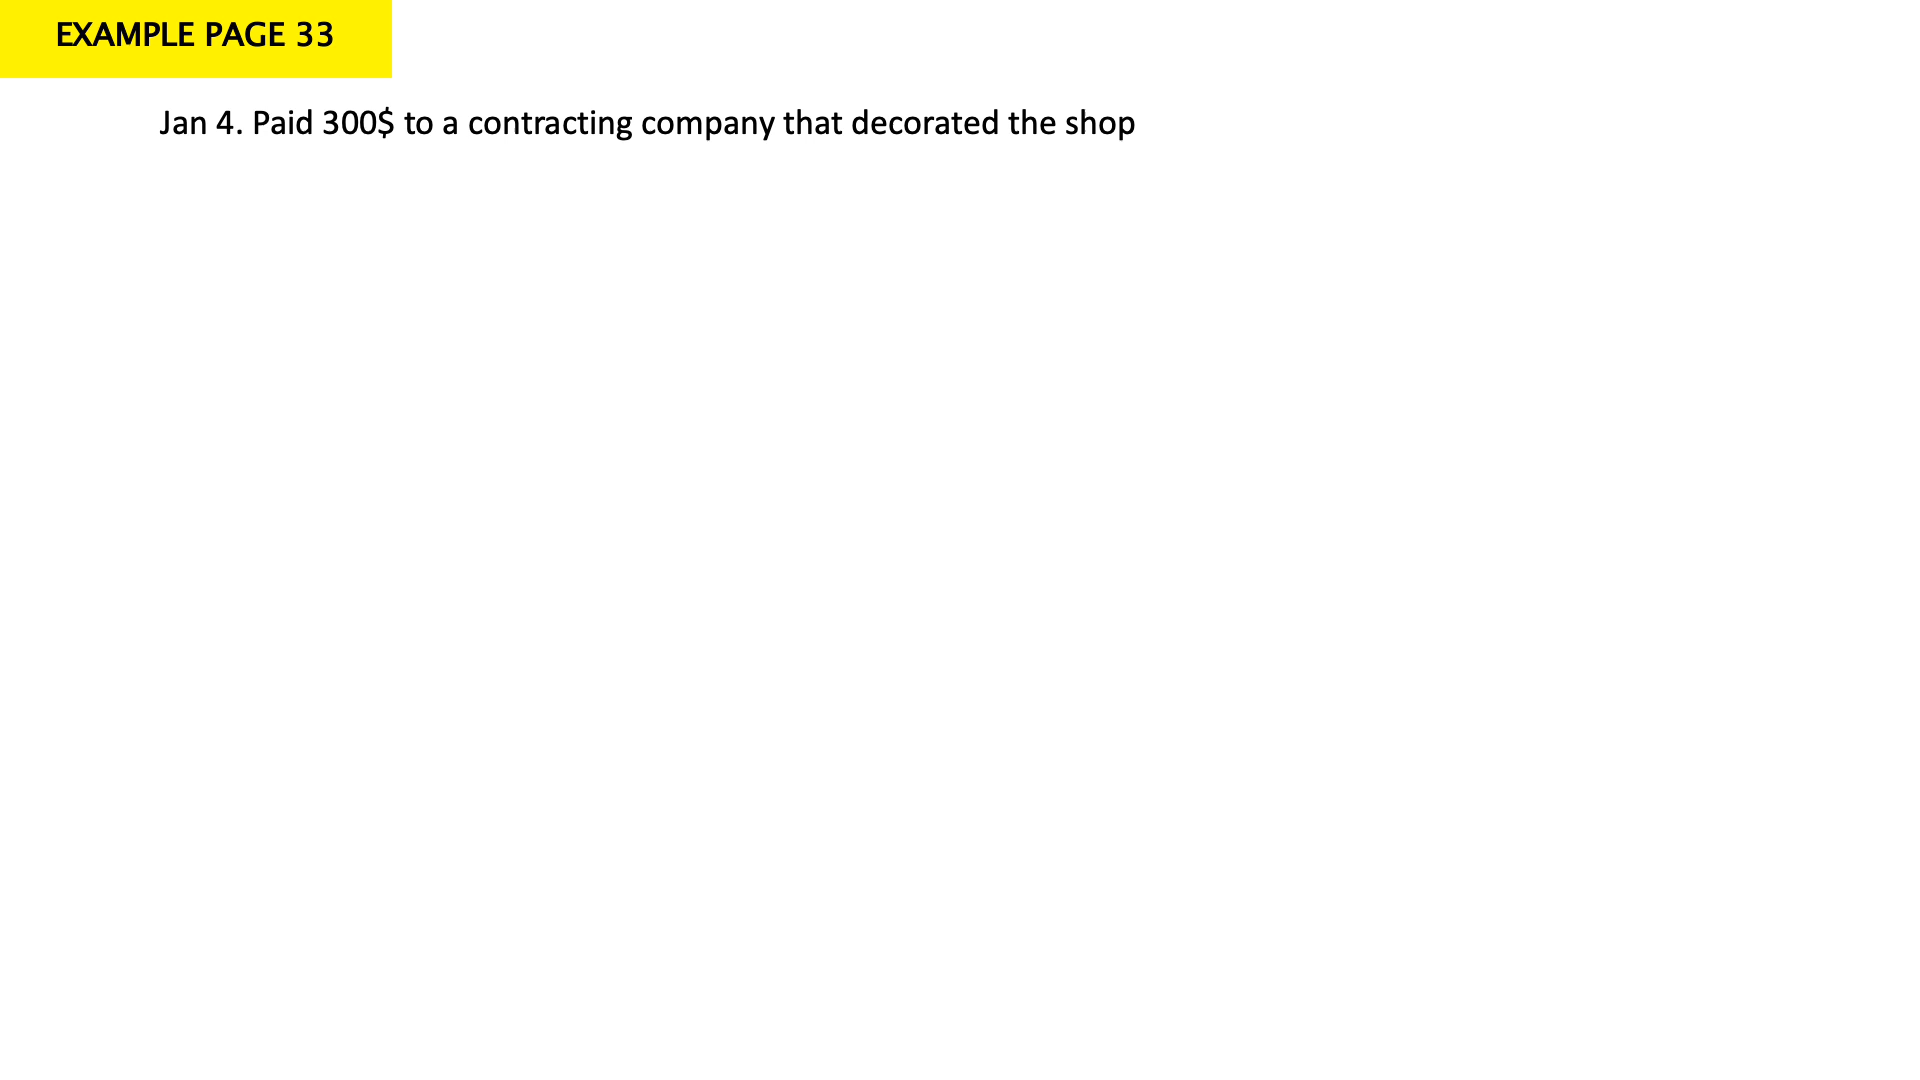 EXAMPLE PAGE 33
Jan 4. Paid 300$ to a contracting company that decorated the shop